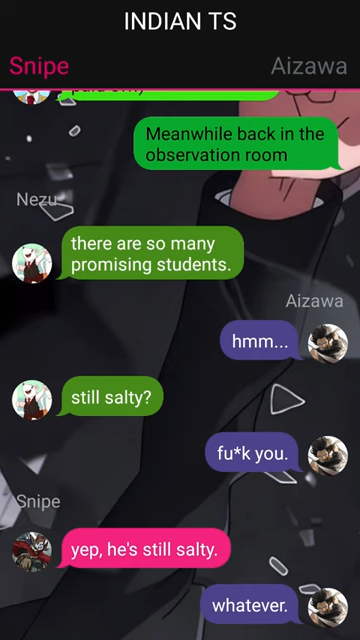 INDIAN TS
Snipe Aizawa
Meanwhile back in the
observation room
Nezu
there are so many
promising students.
Aizawa
hmm...
still salty?
fu*k you.
Snipe
yep, he's still salty.
whatever.